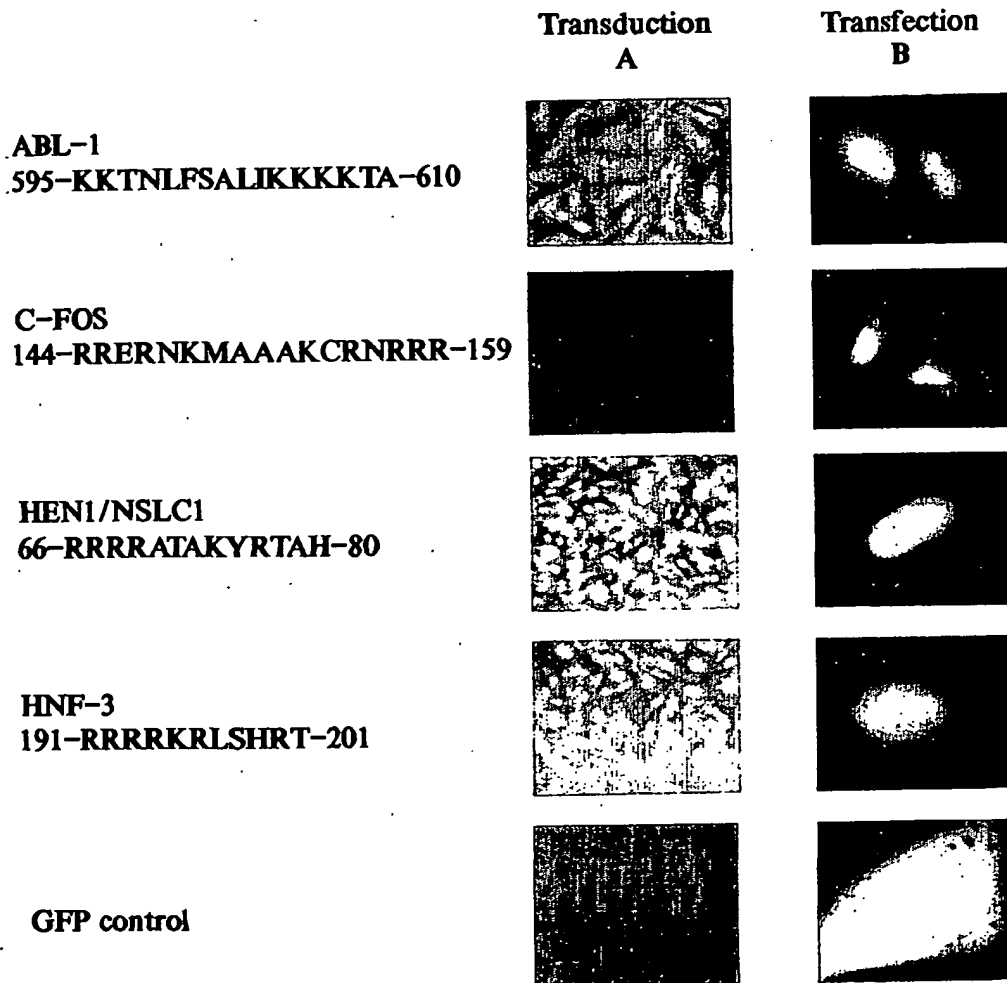 Transduction
A
Transfection
B
ABL-1
595-KKTNLFSALIKKKKTA-610
C-FOS
144-RRERNKMAAAKCRNRRR-159
HEN1/NSLC1
66-RRRRATAKYRTAH-80
HNF-3
191-RRRRKRLSHRT-201
GFP control